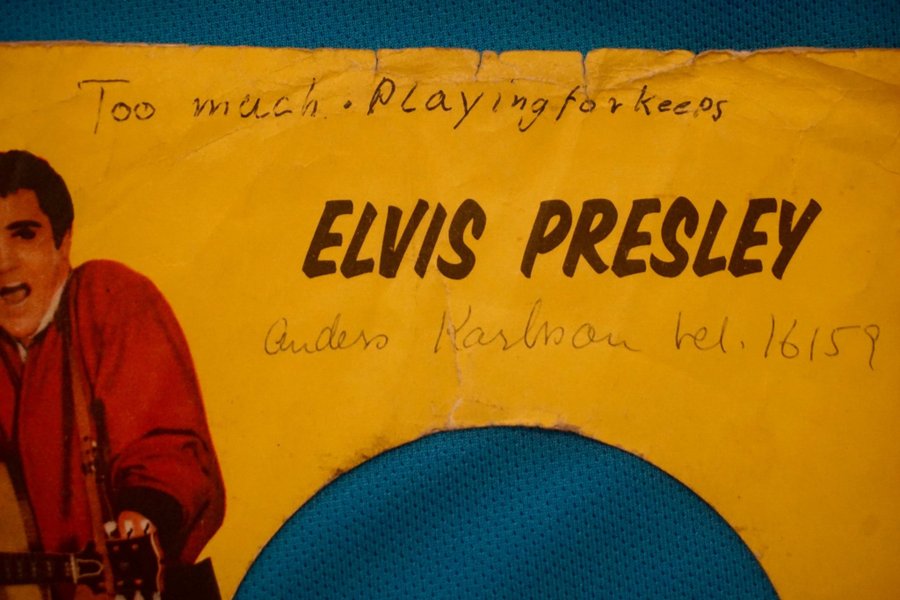 Too much. Playing for keeps
ELVIS PRESLEY
Anders Karlsson tel. 16159